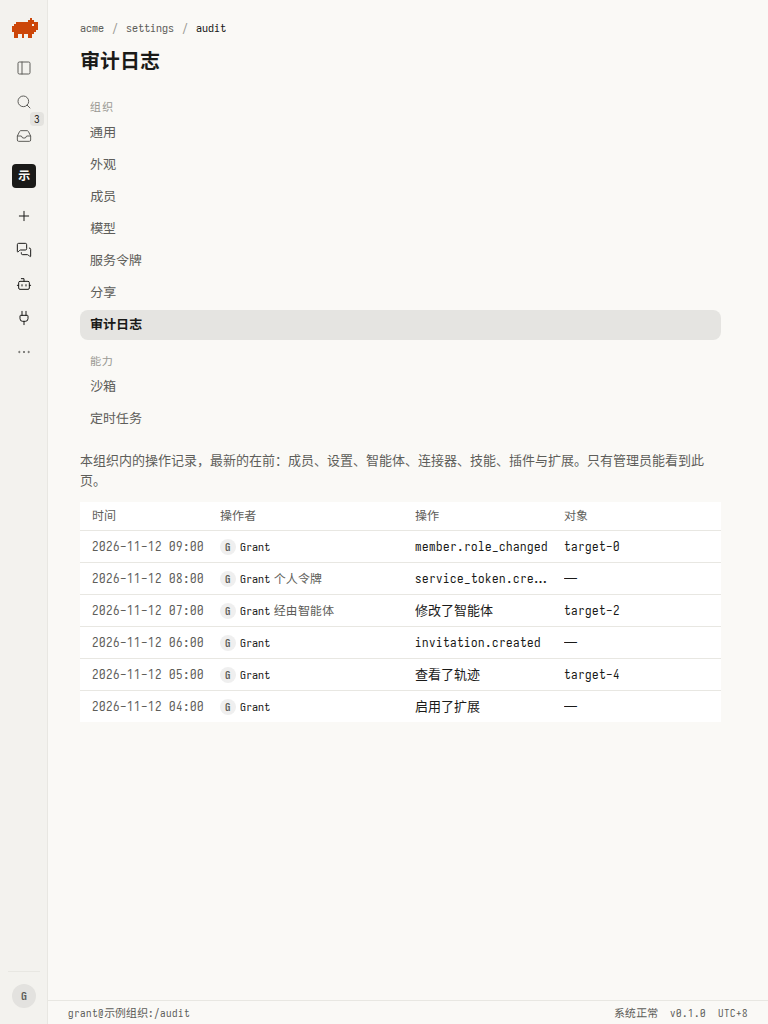 acme / settings / audit
审计日志
3
示
组织
通用
外观
成员
模型
服务令牌
分享
审计日志
能力
沙箱
定时任务
本组织内的操作记录，最新的在前：成员、设置、智能体、连接器、技能、插件与扩展。只有管理员能看到此
页。
时间 操作者 操作 对象
2026-11-12 09:00 G Grant member.role_changed target-0
2026-11-12 08:00 G Grant 个人令牌 service_token.cre… —
2026-11-12 07:00 G Grant 经由智能体 修改了智能体 target-2
2026-11-12 06:00 G Grant invitation.created —
2026-11-12 05:00 G Grant 查看了轨迹 target-4
2026-11-12 04:00 G Grant 启用了扩展 —
G
grant@示例组织:/audit 系统正常 v0.1.0 UTC+8